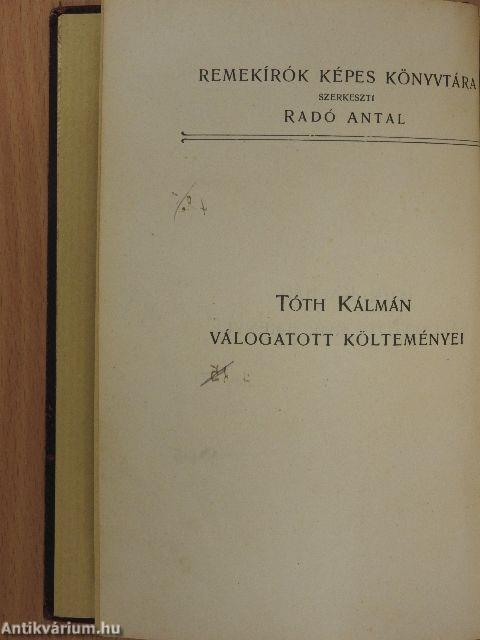 REMEKÍRÓK KÉPES KÖNYVTÁRA
SZERKESZTI
RADÓ ANTAL
TÓTH KÁLMÁN
VÁLOGATOTT KÖLTEMÉNYEI
Antikvárium.hu